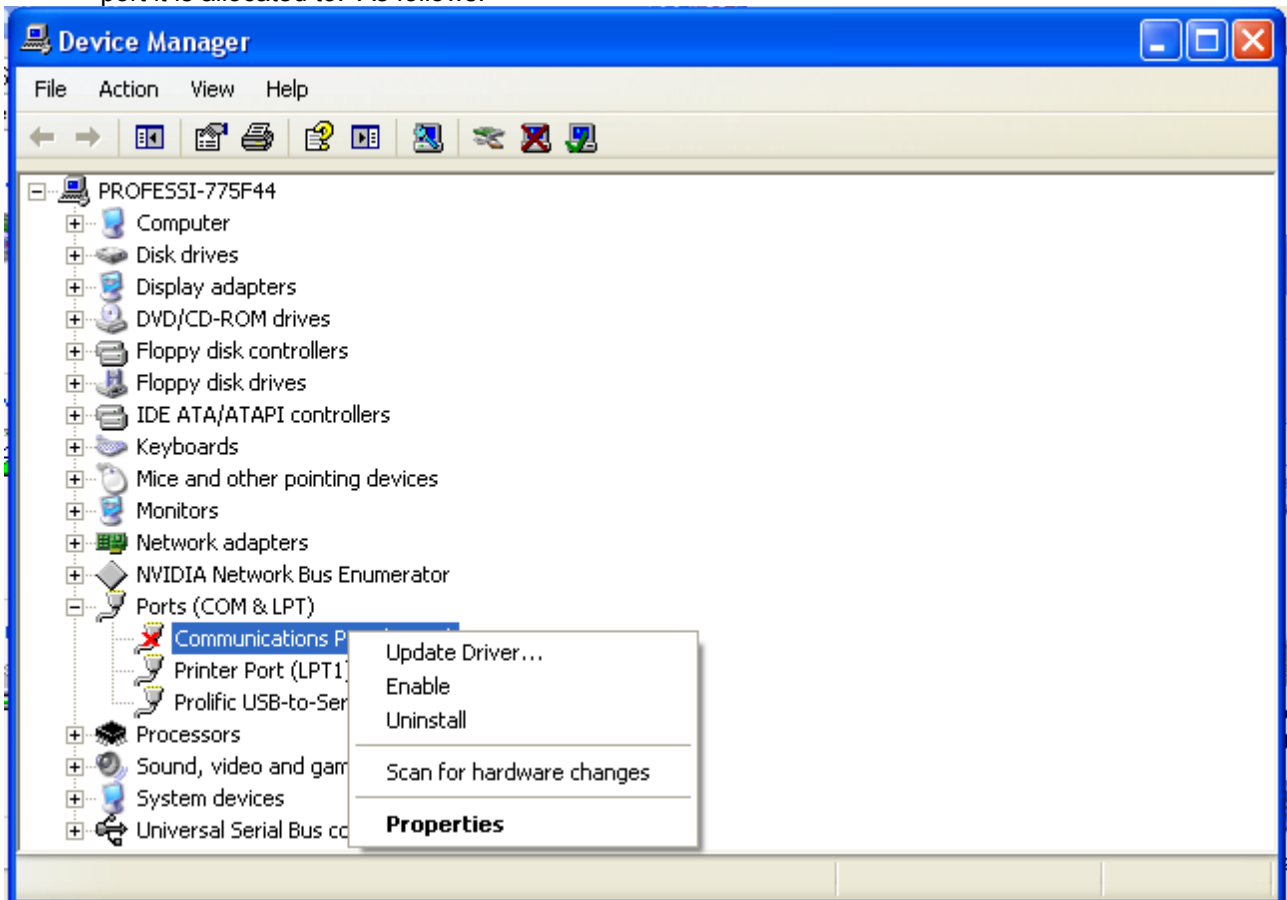 Device Manager
File Action View Help
PROFESSI-775F44
Computer
Disk drives
Display adapters
DVD/CD-ROM drives
Floppy disk controllers
Floppy disk drives
IDE ATA/ATAPI controllers
Keyboards
Mice and other pointing devices
Monitors
Network adapters
NVIDIA Network Bus Enumerator
Ports (COM & LPT)
Communications
Printer Port (LPT1)
Prolific USB-to-Ser
Processors
Sound, video and gam
System devices
Universal Serial Bus co
Update Driver...
Enable
Uninstall
Scan for hardware changes
Properties